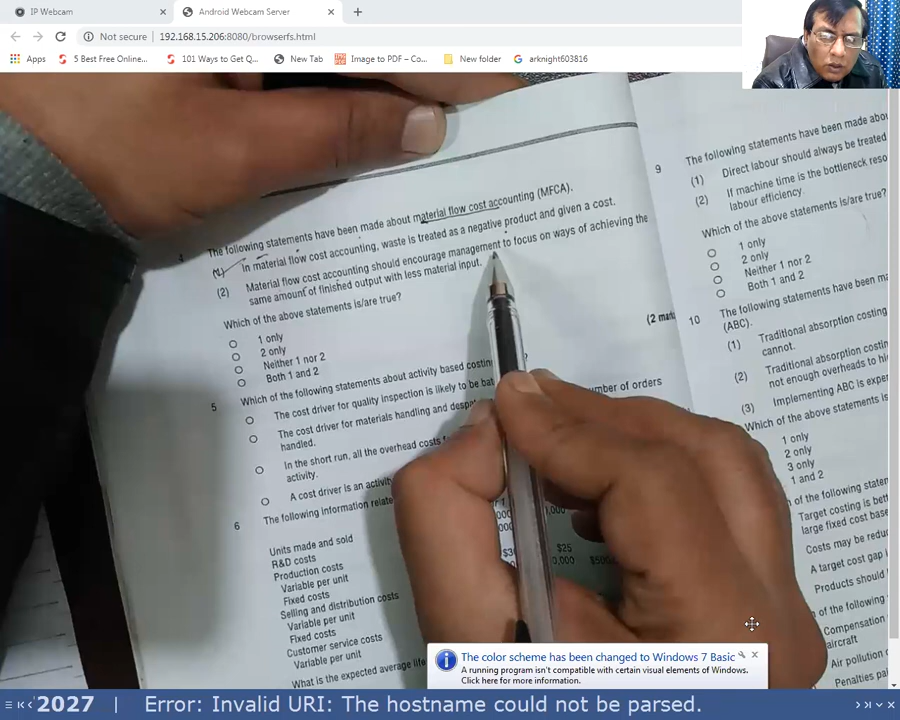 IP Webcam
Android Webcam Server
Not secure | 192.168.15.206:8080/browserfs.html
Apps
5 Best Free Online...
101 Ways to Get Q...
New Tab
Image to PDF – Co...
New folder
arknight603816
4 The following statements have been made about material flow cost accounting (MFCA).
(1) In material flow cost accounting, waste is treated as a negative product and given a cost.
(2) Material flow cost accounting should encourage management to focus on ways of achieving the
same amount of finished output with less material input.
Which of the above statements is/are true?
1 only
2 only
Neither 1 nor 2
Both 1 and 2
(2 mark
5 Which of the following statements about activity based costing ?
The cost driver for quality inspection is likely to be bat
The cost driver for materials handling and despat number of orders
handled.
In the short run, all the overhead costs f
activity.
A cost driver is an activity
6 The following information relate
Units made and sold
R&D costs
Production costs
Variable per unit $25
Fixed costs
Selling and distribution costs
Variable per unit
Fixed costs
Customer service costs
Variable per unit
What is the expected average life
9 The following statements have been made abou
(1) Direct labour should always be treated
(2) If machine time is the bottleneck reso
labour efficiency.
Which of the above statements is/are true?
1 only
2 only
Neither 1 nor 2
Both 1 and 2
10 The following statements have been ma
(ABC).
(1) Traditional absorption costing
cannot.
(2) Traditional absorption costin
not enough overheads to hi
(3) Implementing ABC is exper
Which of the above statements is
1 only
2 only
3 only
1 and 2
of the following staten
Target costing is bett
large fixed cost base
Costs may be reduc
A target cost gap i
Products should
of the following
Compensation
aircraft
Air pollution
Penalties pa
The color scheme has been changed to Windows 7 Basic
A running program isn't compatible with certain visual elements of Windows.
Click here for more information.
2027 | Error: Invalid URI: The hostname could not be parsed.